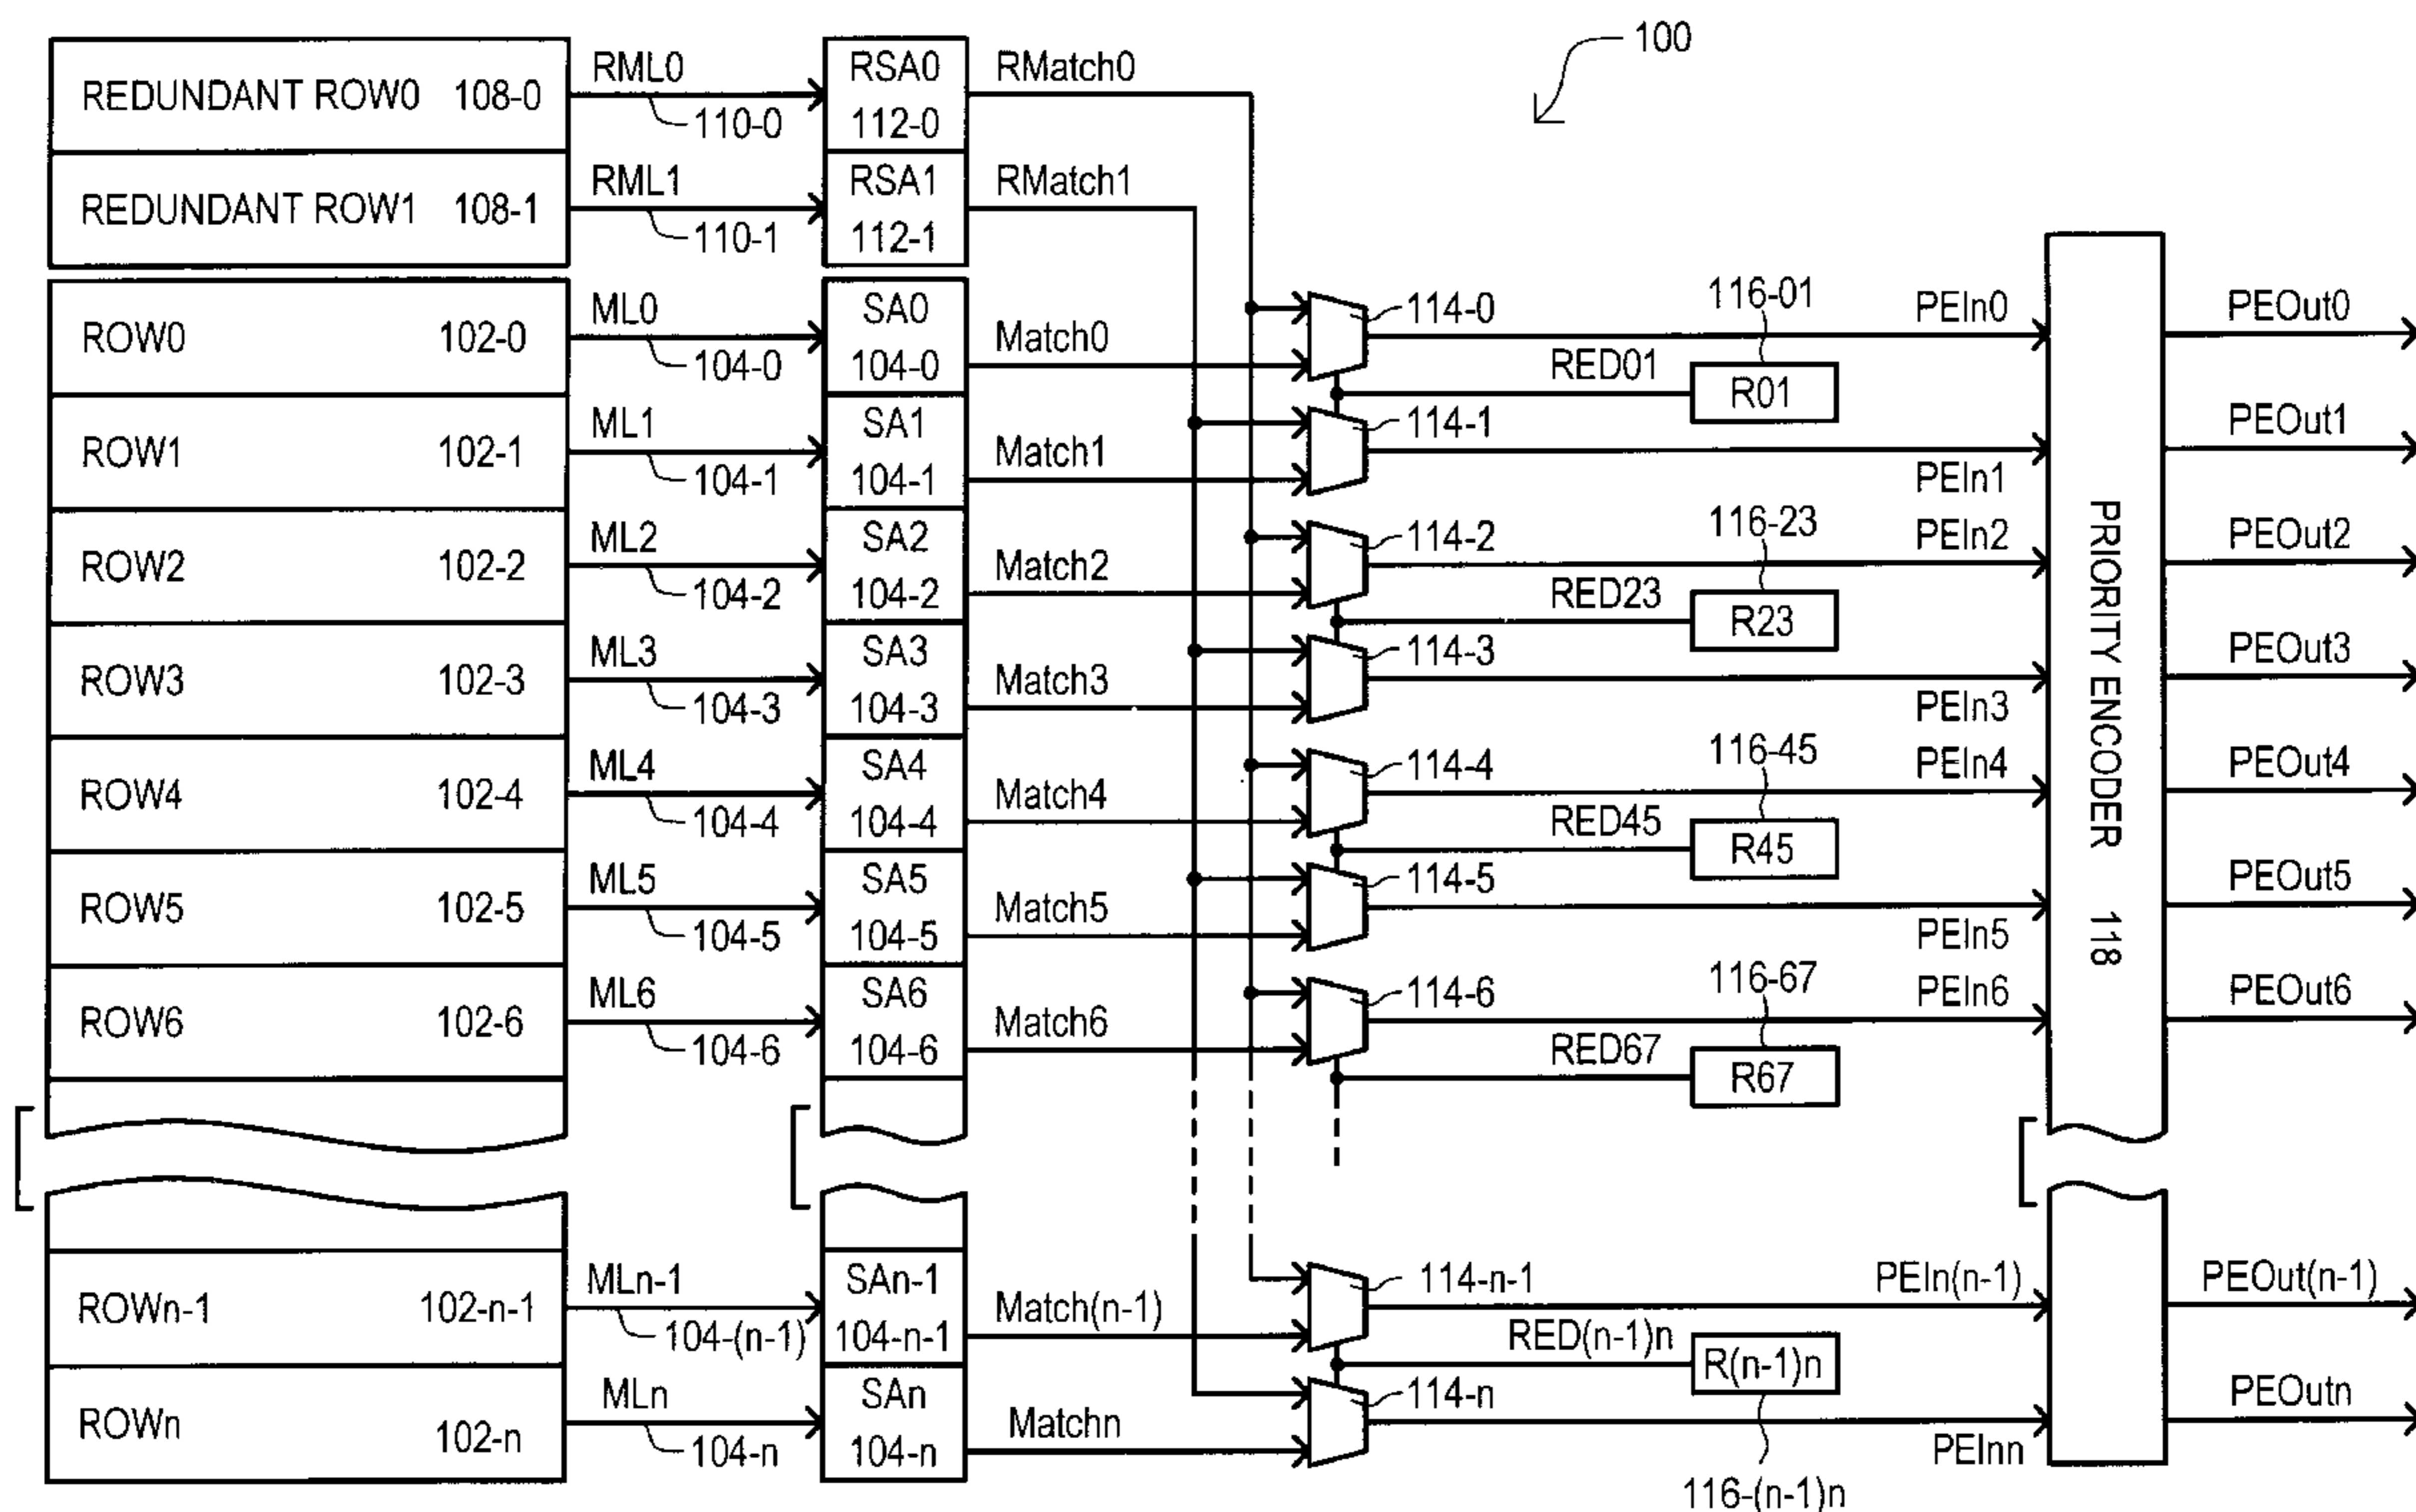 100
REDUNDANT ROW0 108-0 RML0 110-0 RSA0 112-0 RMatch0
REDUNDANT ROW1 108-1 RML1 110-1 RSA1 112-1 RMatch1
ROW0 102-0 ML0 104-0 SA0 104-0 Match0 114-0 116-01 PEIn0 PEOut0
RED01 R01
ROW1 102-1 ML1 104-1 SA1 104-1 Match1 114-1 PEIn1 PEOut1
ROW2 102-2 ML2 104-2 SA2 104-2 Match2 114-2 116-23 PEIn2 PEOut2
RED23 R23
ROW3 102-3 ML3 104-3 SA3 104-3 Match3 114-3 PEIn3 PEOut3
ROW4 102-4 ML4 104-4 SA4 104-4 Match4 114-4 116-45 PEIn4 PEOut4
RED45 R45
ROW5 102-5 ML5 104-5 SA5 104-5 Match5 114-5 PEIn5 PEOut5
ROW6 102-6 ML6 104-6 SA6 104-6 Match6 114-6 116-67 PEIn6 PEOut6
RED67 R67
PRIORITY ENCODER 118
ROWn-1 102-n-1 MLn-1 104-(n-1) SAn-1 104-n-1 Match(n-1) 114-n-1 PEIn(n-1) PEOut(n-1)
RED(n-1)n R(n-1)n
ROWn 102-n MLn 104-n SAn 104-n Matchn 114-n PEInn PEOutn
116-(n-1)n